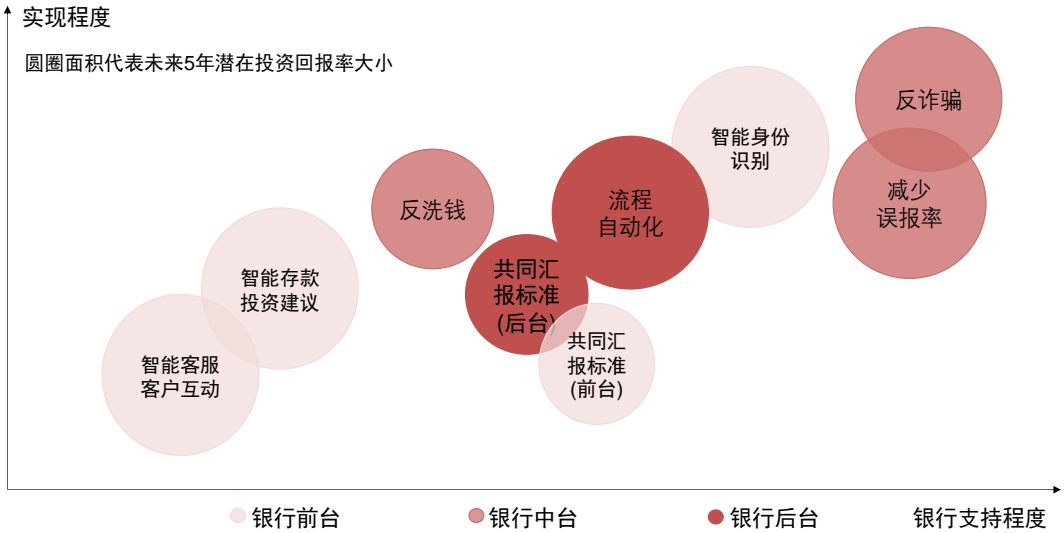 实现程度
圆圈面积代表未来5年潜在投资回报率大小
反诈骗
智能身份
识别
减少
误报率
流程
自动化
反洗钱
共同汇
报标准
(后台)
智能存款
投资建议
共同汇
报标准
(前台)
智能客服
客户互动
银行前台
银行中台
银行后台
银行支持程度